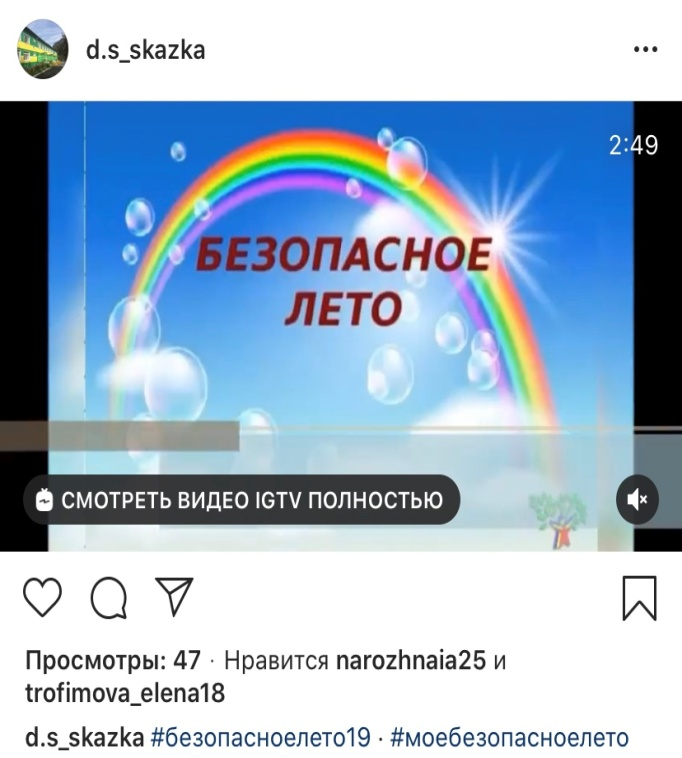 d.s_skazka
2:49
БЕЗОПАСНОЕ
ЛЕТО
СМОТРЕТЬ ВИДЕО IGTV ПОЛНОСТЬЮ
Просмотры: 47 · Нравится narozhnaia25 и
trofimova_elena18
d.s_skazka #безопасноелето19 · #моебезопасноелето